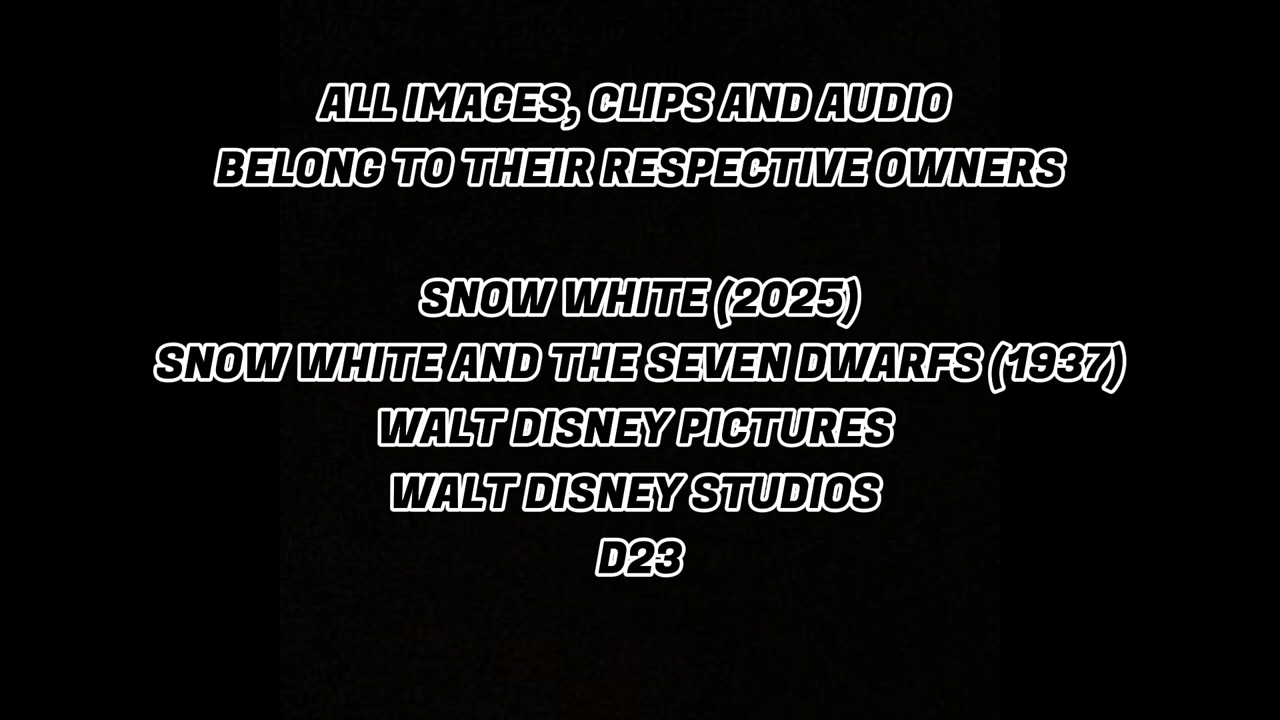 ALL IMAGES, CLIPS AND AUDIO
BELONG TO THEIR RESPECTIVE OWNERS
SNOW WHITE (2025)
SNOW WHITE AND THE SEVEN DWARFS (1937)
WALT DISNEY PICTURES
WALT DISNEY STUDIOS
D23